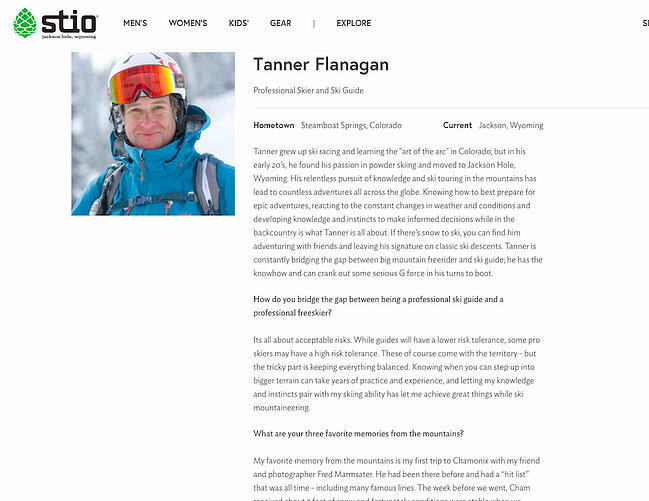 stio
jackson hole, wyoming
MEN'S WOMEN'S KIDS' GEAR | EXPLORE
Tanner Flanagan
Professional Skier and Ski Guide
Hometown Steamboat Springs, Colorado Current Jackson, Wyoming
Tanner grew up ski racing and learning the "art of the arc" in Colorado, but in his
early 20's, he found his passion in powder skiing and moved to Jackson Hole,
Wyoming. His relentless pursuit of knowledge and ski touring in the mountains has
lead to countless adventures all across the globe. Knowing how to best prepare for
epic adventures, reacting to the constant changes in weather and conditions and
developing knowledge and instincts to make informed decisions while in the
backcountry is what Tanner is all about. If there's snow to ski, you can find him
adventuring with friends and leaving his signature on classic ski descents. Tanner is
constantly bridging the gap between big mountain freerider and ski guide; he has the
knowhow and can crank out some serious G force in his turns to boot.
How do you bridge the gap between being a professional ski guide and a
professional freeskier?
Its all about acceptable risks. While guides will have a lower risk tolerance, some pro
skiers may have a high risk tolerance. These of course come with the territory - but
the tricky part is keeping everything balanced. Knowing when you can step up into
bigger terrain can take years of practice and experience, and letting my knowledge
and instincts pair with my skiing ability has let me achieve great things while ski
mountaineering.
What are your three favorite memories from the mountains?
My favorite memory from the mountains is my first trip to Chamonix with my friend
and photographer Fred Marmsater. He had been there before and had a "hit list"
that was all time - including many famous lines. The week before we went, Cham